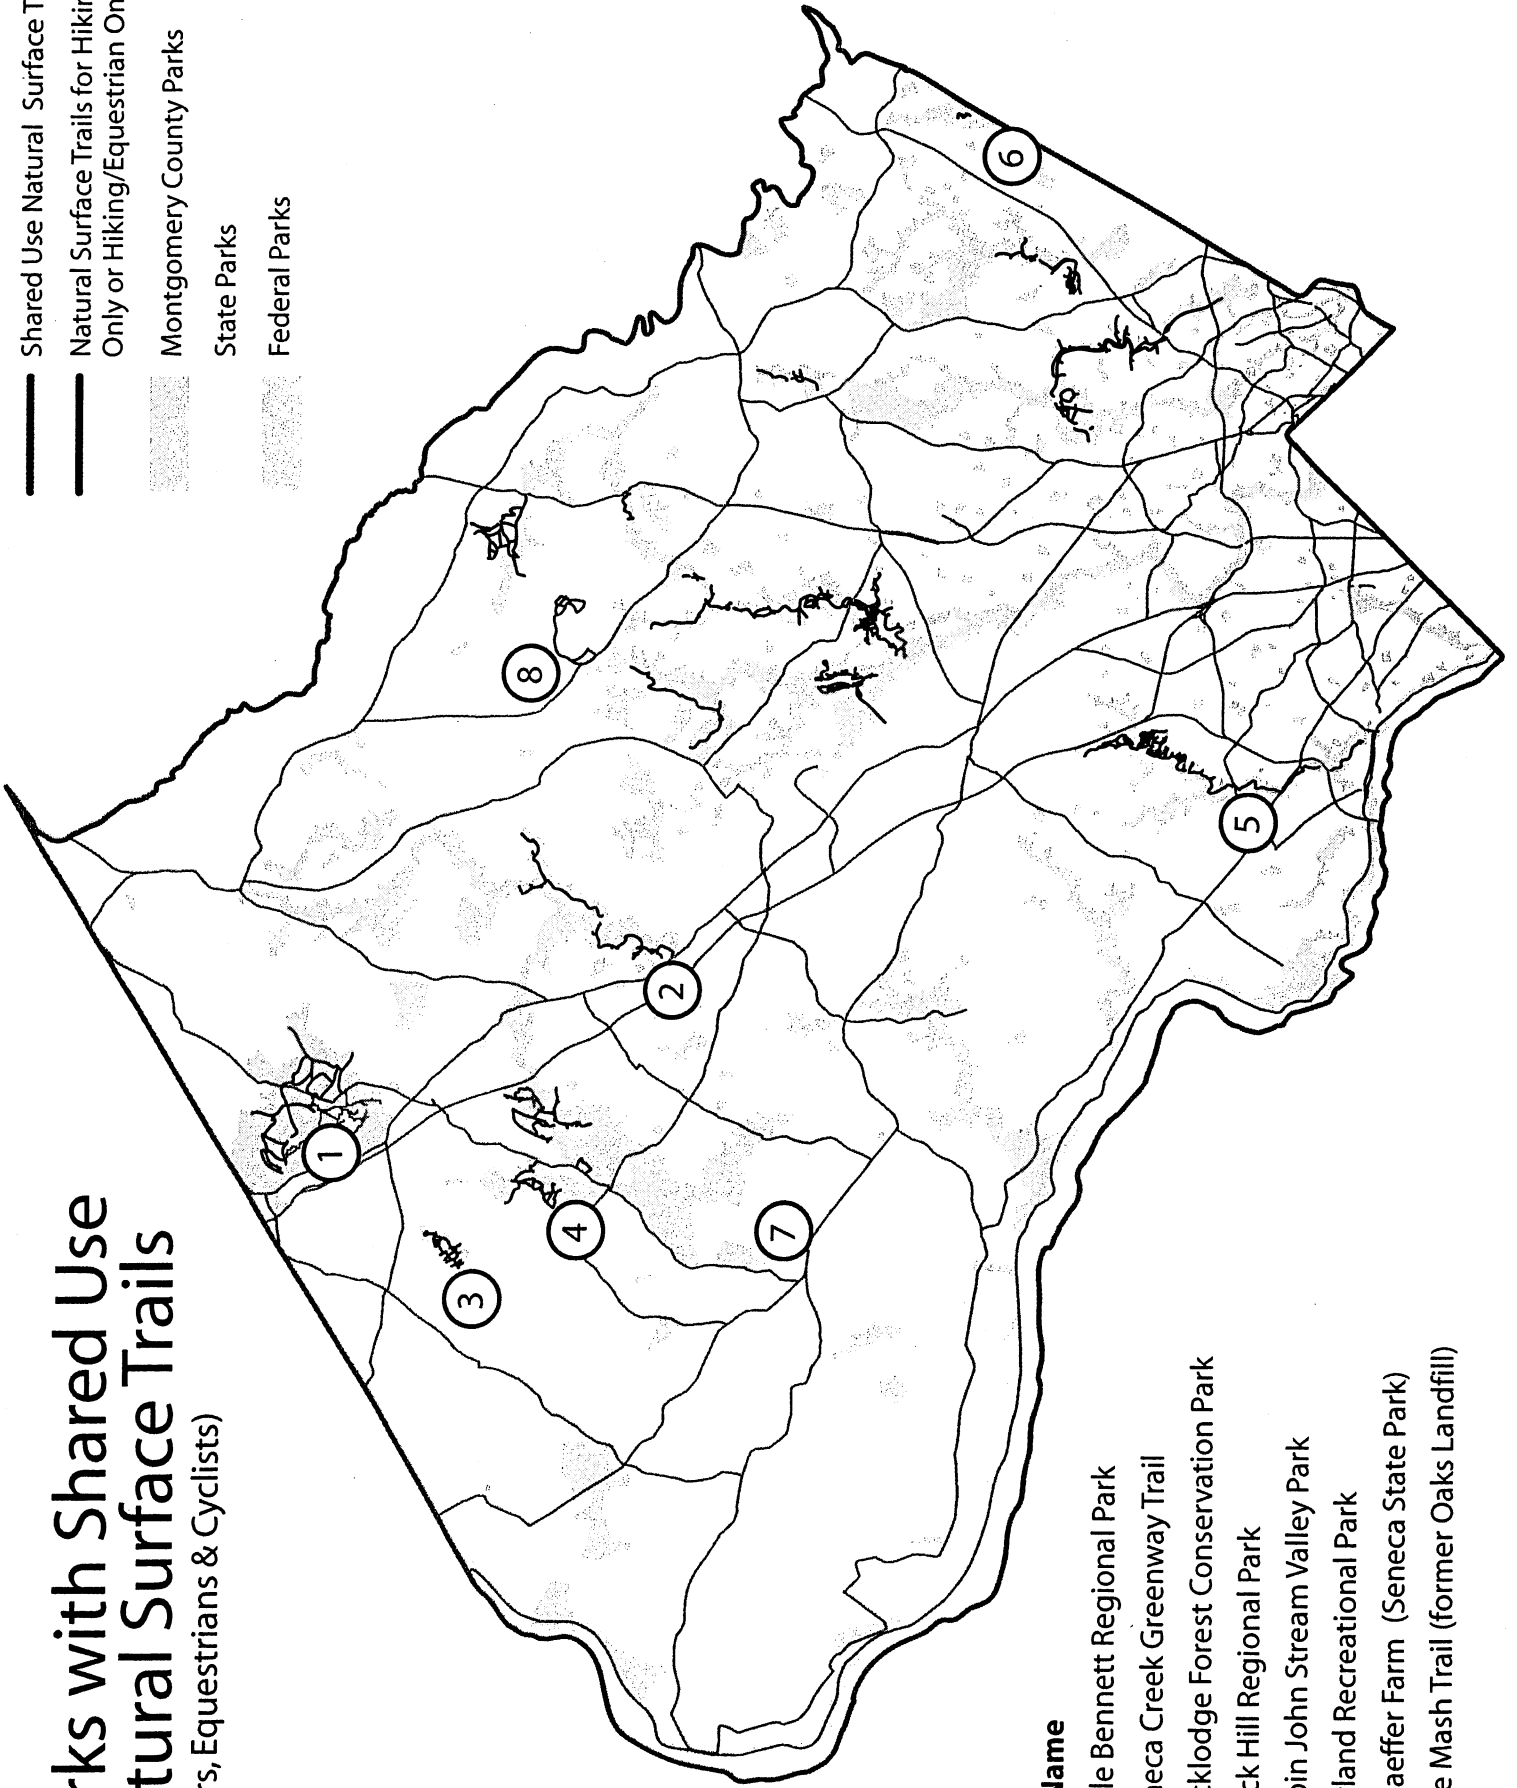 rks with Shared Use
tural Surface Trails
rs, Equestrians & Cyclists)
Shared Use Natural Surface T
Natural Surface Trails for Hikin
Only or Hiking/Equestrian On
Montgomery County Parks
State Parks
Federal Parks
1
2
3
4
5
6
7
8
Name
le Bennett Regional Park
neca Creek Greenway Trail
cklodge Forest Conservation Park
ck Hill Regional Park
bin John Stream Valley Park
land Recreational Park
aeffer Farm (Seneca State Park)
e Mash Trail (former Oaks Landfill)